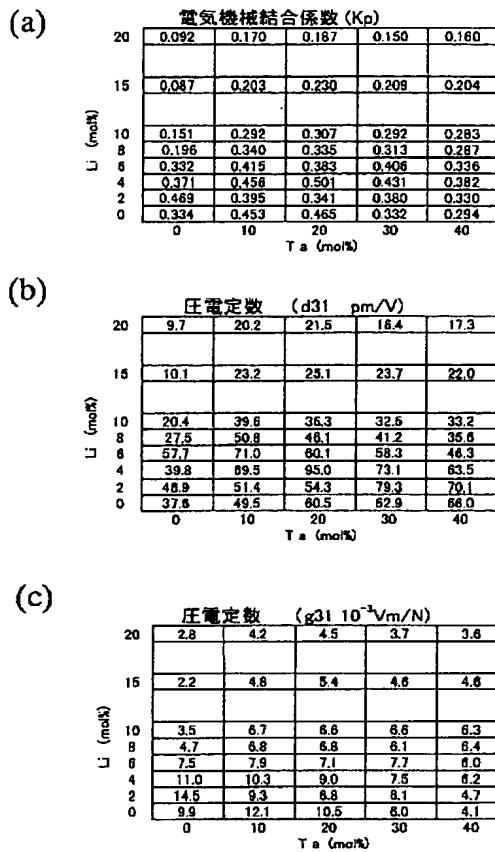 (a)
電気機械結合係数 (Kp)
20 0.092 0.170 0.187 0.150 0.160
15 0.087 0.203 0.230 0.209 0.204
10 0.151 0.292 0.307 0.292 0.283
8 0.196 0.340 0.335 0.313 0.287
6 0.332 0.415 0.383 0.406 0.336
4 0.371 0.456 0.501 0.431 0.382
2 0.469 0.395 0.341 0.380 0.330
0 0.334 0.453 0.465 0.332 0.294
0 10 20 30 40
Li (mol%)
Ta (mol%)
(b)
圧電定数 (d31 pm/V)
20 9.7 20.2 21.5 16.4 17.3
15 10.1 23.2 25.1 23.7 22.0
10 20.4 39.6 36.3 32.6 33.2
8 27.5 50.8 46.1 41.2 35.6
6 57.7 71.0 60.1 58.3 46.3
4 39.8 69.5 95.0 73.1 63.5
2 46.9 51.4 54.3 79.3 70.1
0 37.6 49.5 60.5 62.9 66.0
0 10 20 30 40
Li (mol%)
Ta (mol%)
(c)
圧電定数 (g31 10⁻³Vm/N)
20 2.8 4.2 4.5 3.7 3.6
15 2.2 4.8 5.4 4.6 4.6
10 3.5 6.7 6.6 6.6 6.3
8 4.7 6.8 6.8 6.1 6.4
6 7.5 7.9 7.1 7.7 6.0
4 11.0 10.3 9.0 7.5 6.2
2 14.5 9.3 6.8 8.1 4.7
0 9.9 12.1 10.5 6.0 4.1
0 10 20 30 40
Li (mol%)
Ta (mol%)